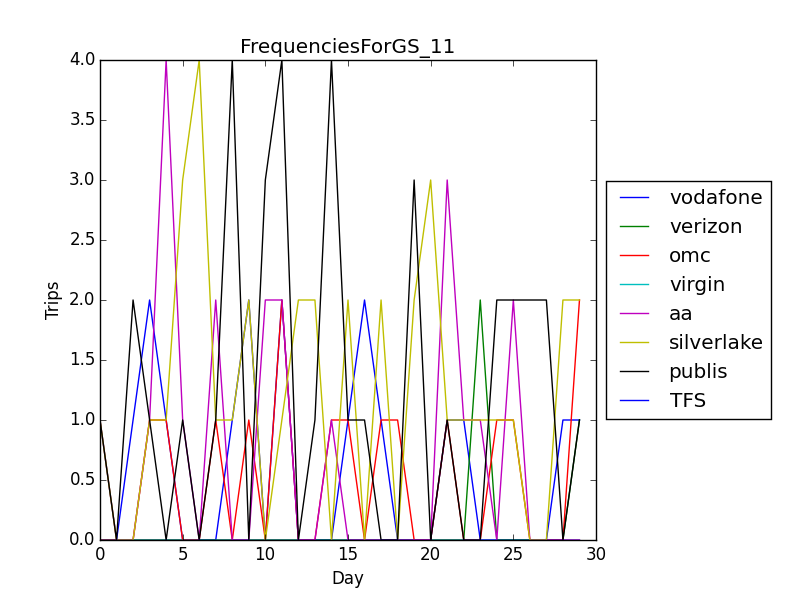 FrequenciesForGS_11
4.0
3.5
3.0
2.5
2.0
1.5
1.0
0.5
0.0
Trips
0 5 10 15 20 25 30
Day
vodafone
verizon
omc
virgin
aa
silverlake
publis
TFS